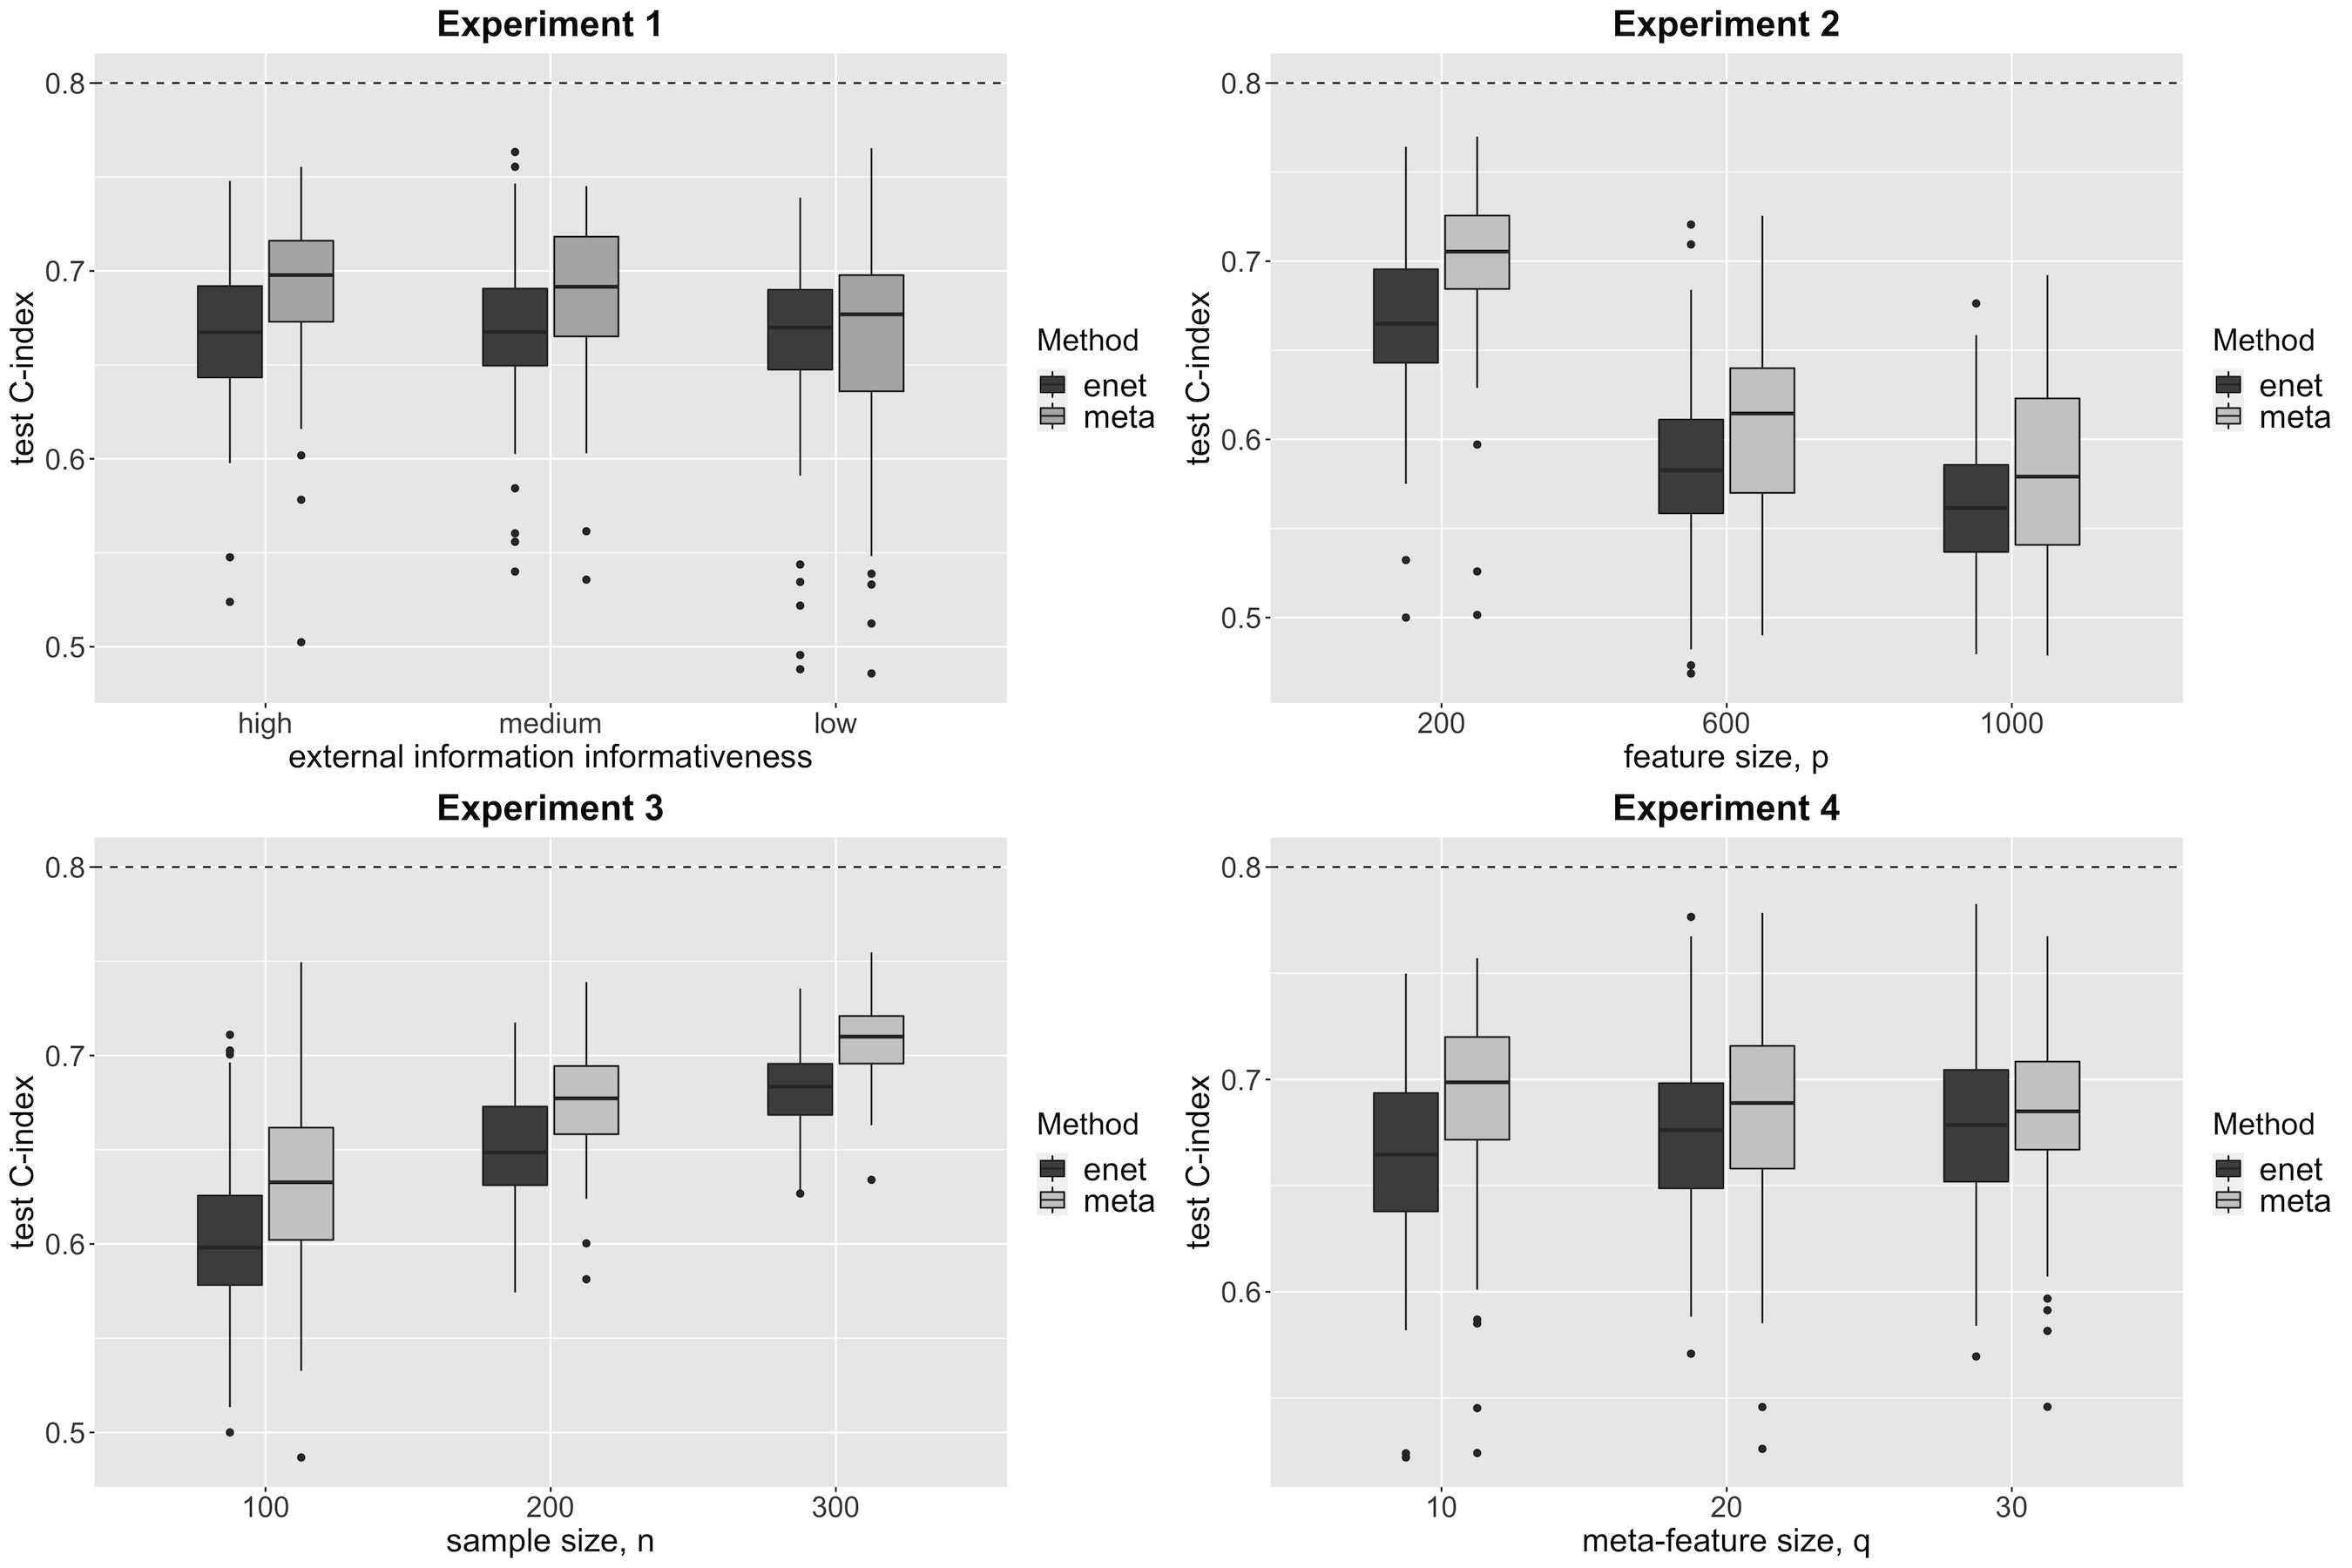 Experiment 1
test C-index
0.8
0.7
0.6
0.5
high medium low
external information informativeness
Method
enet
meta
Experiment 2
test C-index
0.8
0.7
0.6
0.5
200 600 1000
feature size, p
Method
enet
meta
Experiment 3
test C-index
0.8
0.7
0.6
0.5
100 200 300
sample size, n
Method
enet
meta
Experiment 4
test C-index
0.8
0.7
0.6
10 20 30
meta-feature size, q
Method
enet
meta